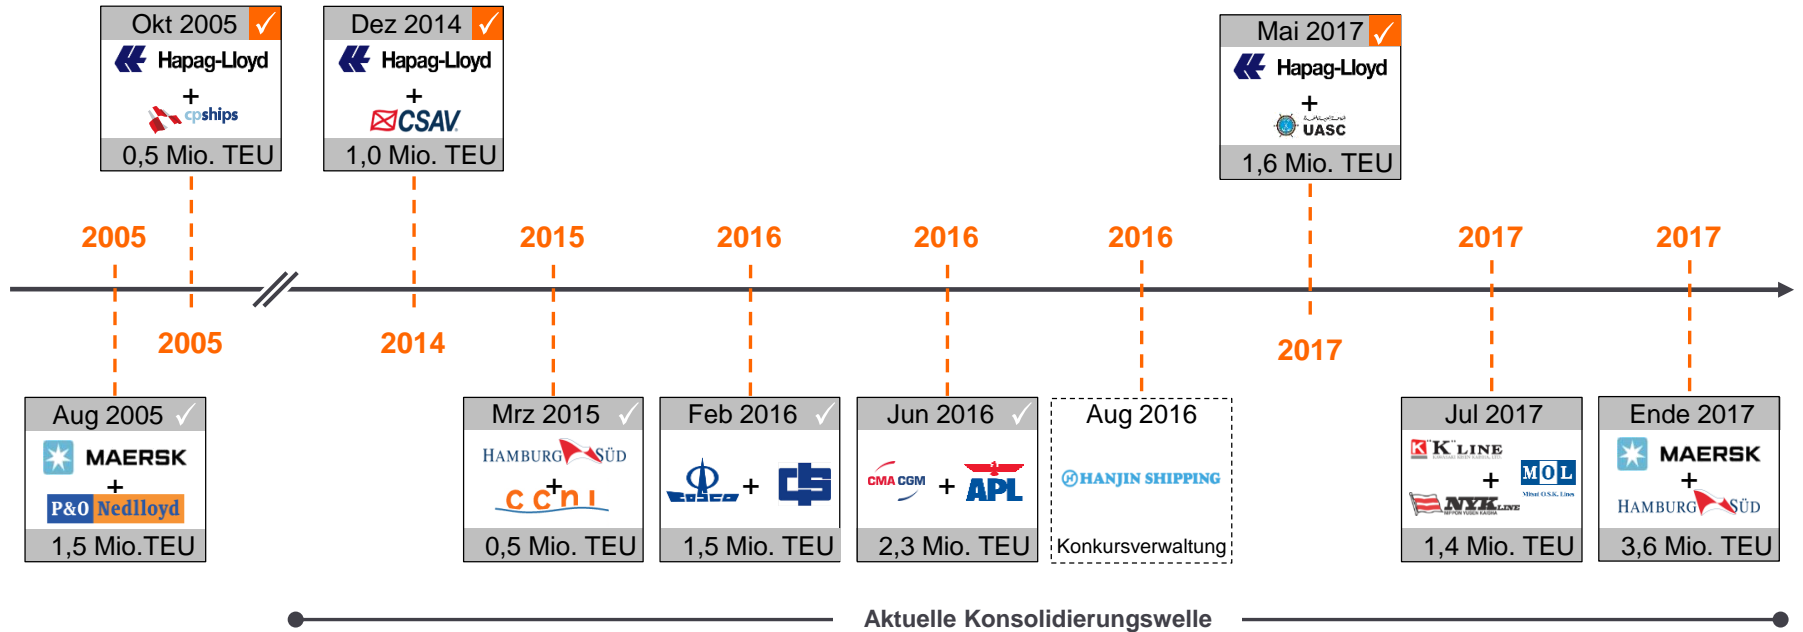 Okt 2005
Hapag-Lloyd
+
cpships
0,5 Mio. TEU
Dez 2014
Hapag-Lloyd
+
CSAV
1,0 Mio. TEU
Mai 2017
Hapag-Lloyd
+
UASC
1,6 Mio. TEU
2005
2015
2016
2016
2016
2017
2017
2005
2014
2017
Aug 2005
MAERSK
+
P&O Nedlloyd
1,5 Mio.TEU
Mrz 2015
HAMBURG SÜD
+
ccni
0,5 Mio. TEU
Feb 2016
COSCO
+
CS
1,5 Mio. TEU
Jun 2016
CMA CGM
+
APL
2,3 Mio. TEU
Aug 2016
HANJIN SHIPPING
Konkursverwaltung
Jul 2017
K "K" LINE
+
MOL
Mitsui O.S.K. Lines
NYK LINE
NIPPON YUSEN KAISHA
1,4 Mio. TEU
Ende 2017
MAERSK
+
HAMBURG SÜD
3,6 Mio. TEU
Aktuelle Konsolidierungswelle